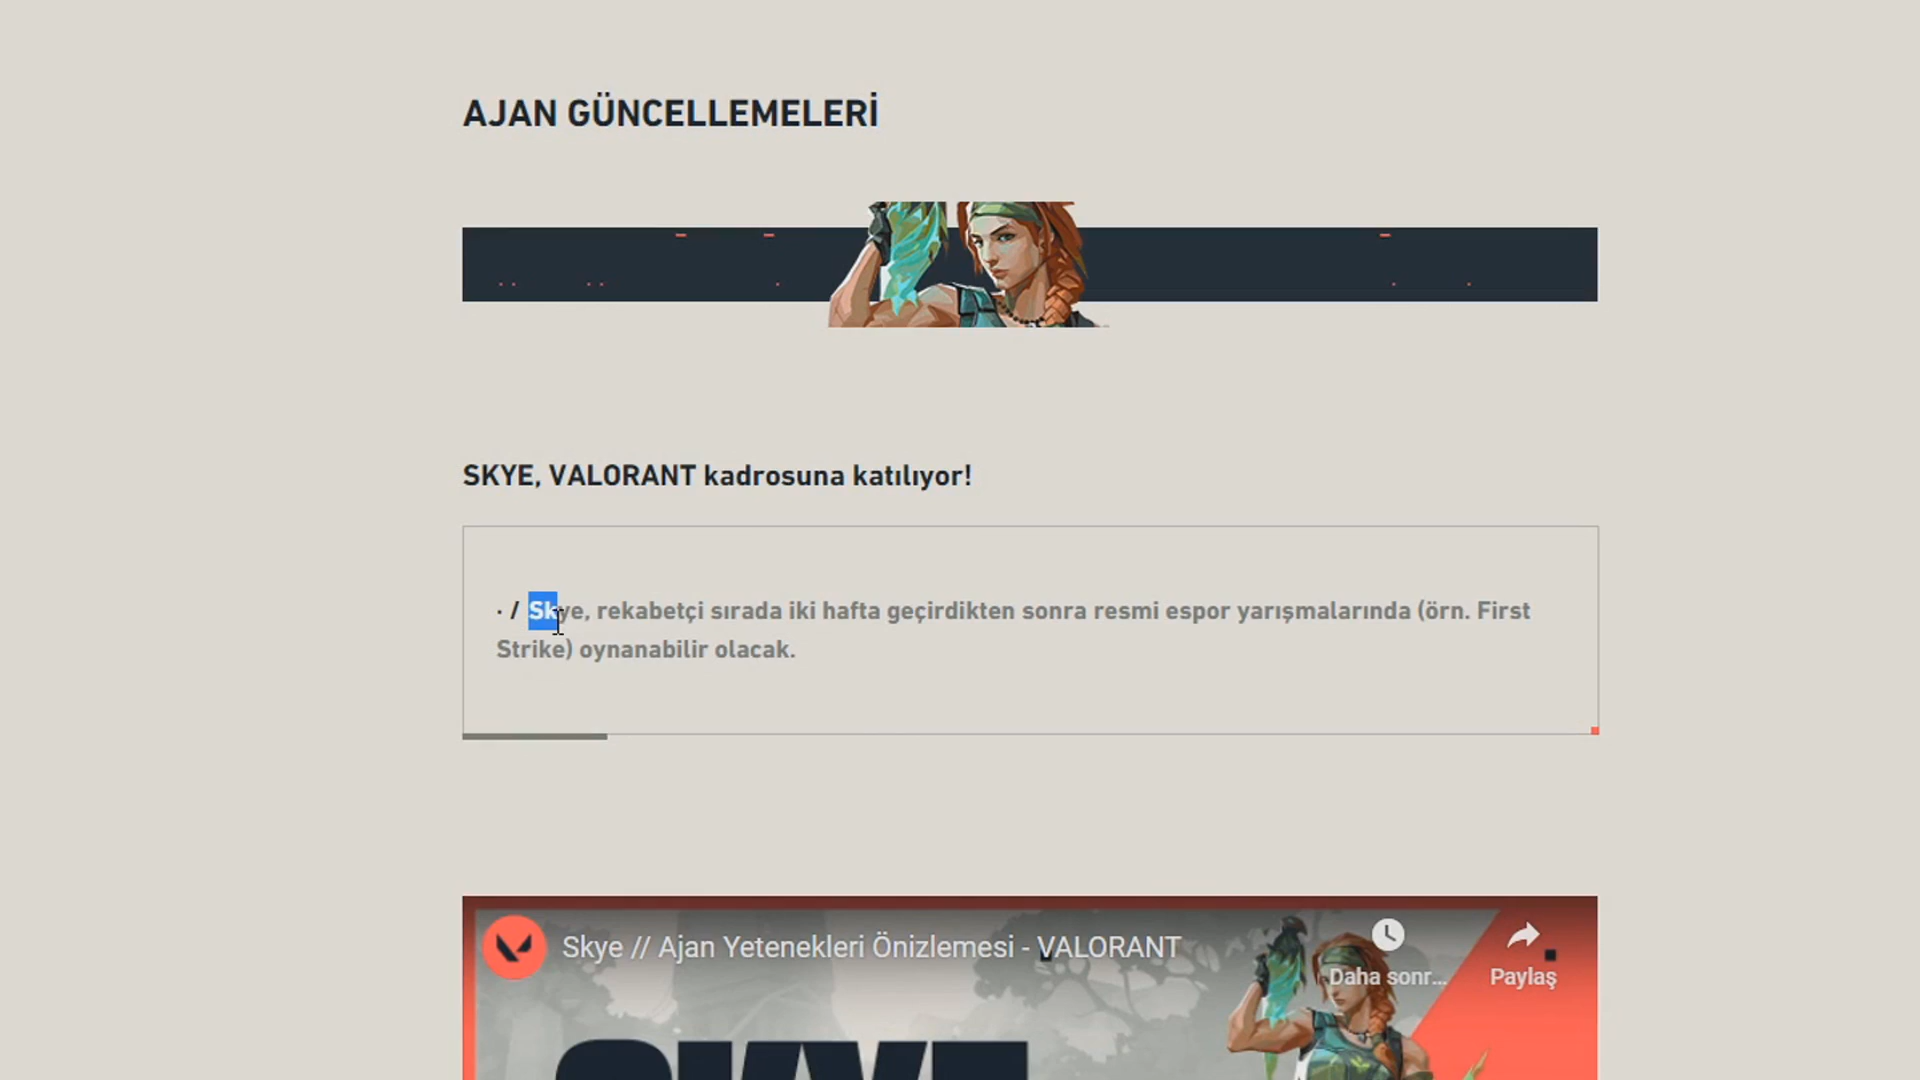 AJAN GÜNCELLEMELERİ
SKYE, VALORANT kadrosuna katılıyor!
· / Skye, rekabetçi sırada iki hafta geçirdikten sonra resmi espor yarışmalarında (örn. First
Strike) oynanabilir olacak.
Skye // Ajan Yetenekleri Önizlemesi - VALORANT
Daha sonr...
Paylaş
SKYE